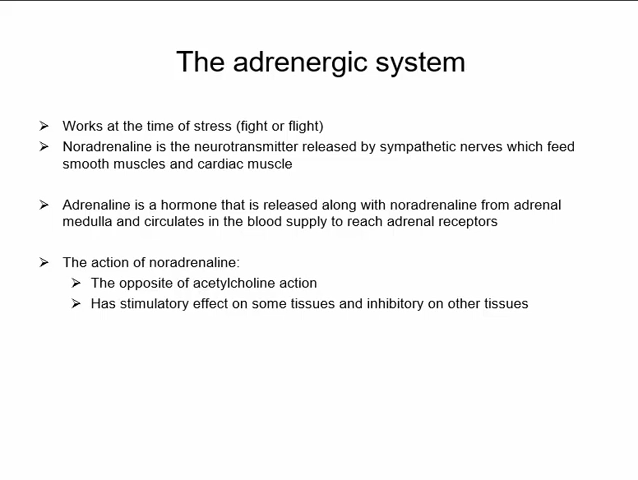 The adrenergic system
➢ Works at the time of stress (fight or flight)
➢ Noradrenaline is the neurotransmitter released by sympathetic nerves which feed
smooth muscles and cardiac muscle
➢ Adrenaline is a hormone that is released along with noradrenaline from adrenal
medulla and circulates in the blood supply to reach adrenal receptors
➢ The action of noradrenaline:
➢ The opposite of acetylcholine action
➢ Has stimulatory effect on some tissues and inhibitory on other tissues